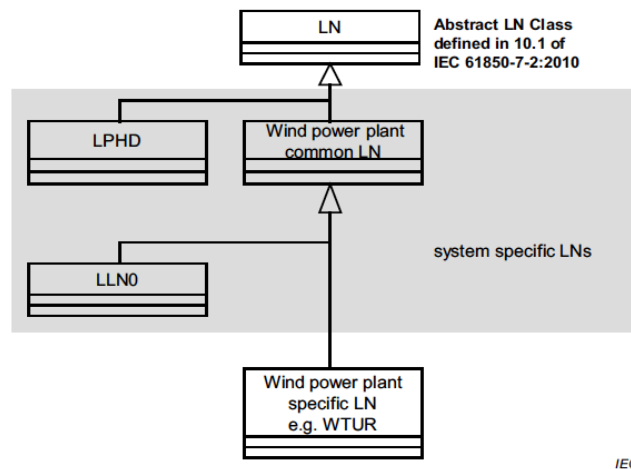 LN
Abstract LN Class
defined in 10.1 of
IEC 61850-7-2:2010
LPHD
Wind power plant
common LN
system specific LNs
LLN0
Wind power plant
specific LN
e.g. WTUR
IEC